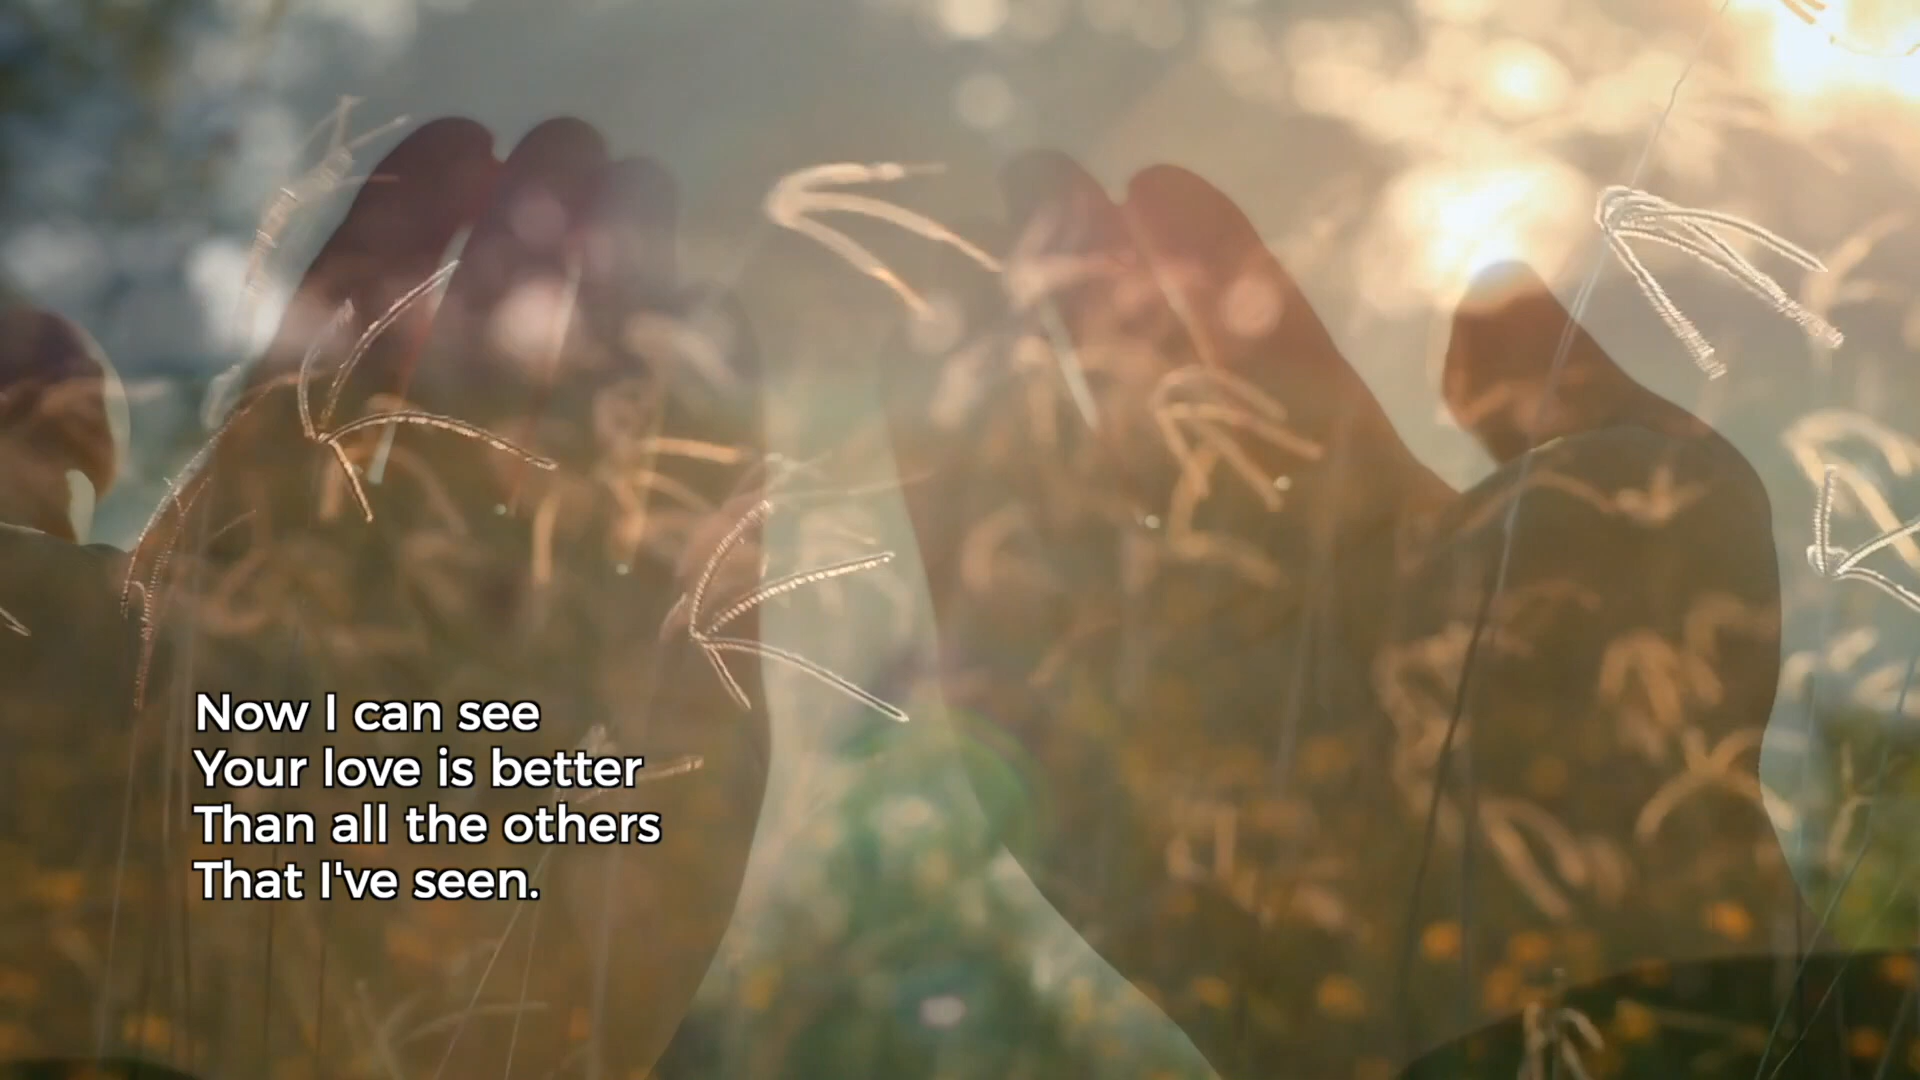 Now I can see
Your love is better
Than all the others
That I've seen.